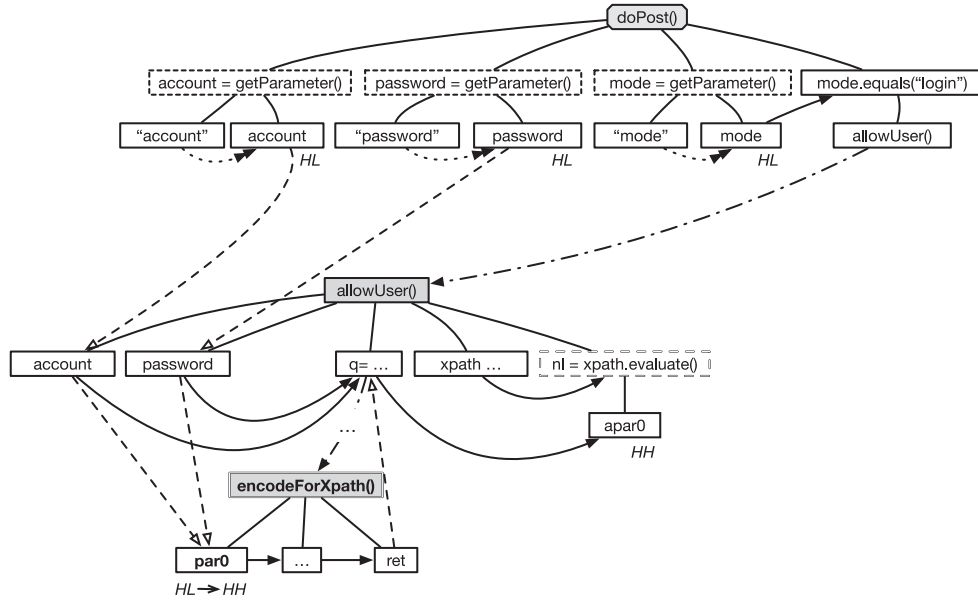 doPost()
account = getParameter()
password = getParameter()
mode = getParameter()
mode.equals(“login”)
“account”
account
“password”
password
“mode”
mode
allowUser()
HL
HL
HL
allowUser()
account
password
q= ...
xpath ...
nl = xpath.evaluate()
...
apar0
HH
encodeForXpath()
par0
...
ret
HL → HH